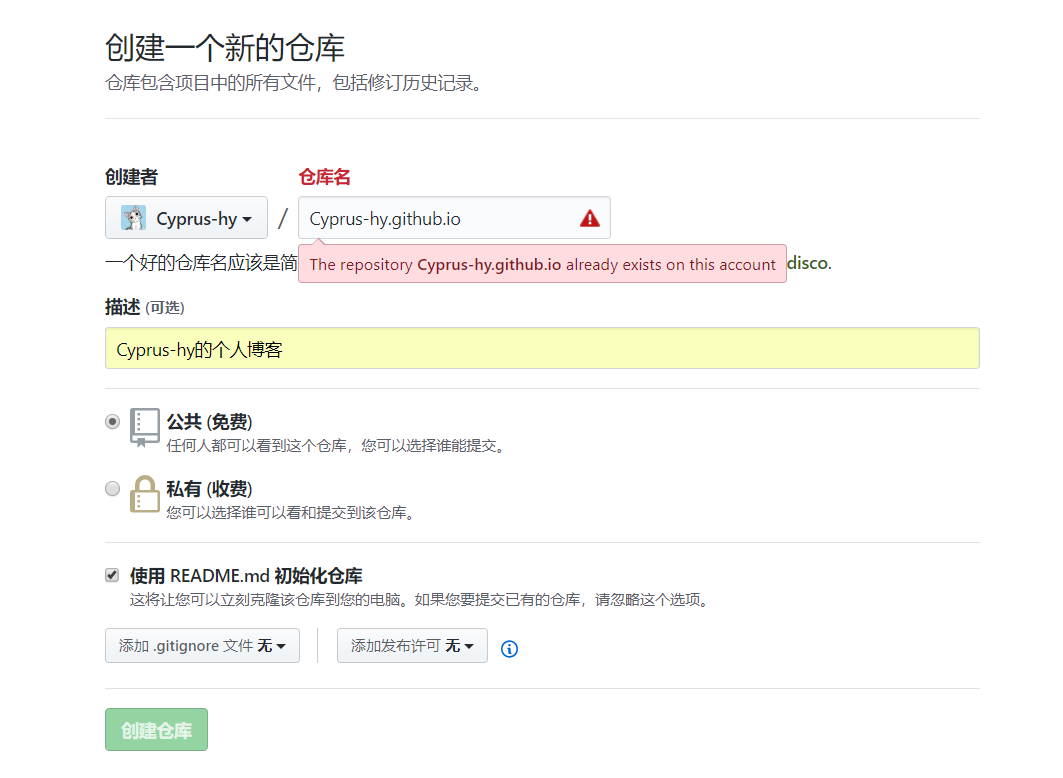 创建一个新的仓库
仓库包含项目中的所有文件，包括修订历史记录。
创建者 仓库名
Cyprus-hy / Cyprus-hy.github.io
一个好的仓库名应该是简 The repository Cyprus-hy.github.io already exists on this account disco.
描述 (可选)
Cyprus-hy的个人博客
公共 (免费)
任何人都可以看到这个仓库，您可以选择谁能提交。
私有 (收费)
您可以选择谁可以看和提交到该仓库。
使用 README.md 初始化仓库
这将让您可以立刻克隆该仓库到您的电脑。如果您要提交已有的仓库，请忽略这个选项。
添加 .gitignore 文件 无 添加发布许可 无
创建仓库